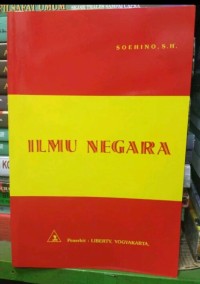 SOEHINO, S.H.
ILMU NEGARA
Penerbit : LIBERTY, YOGYAKARTA.